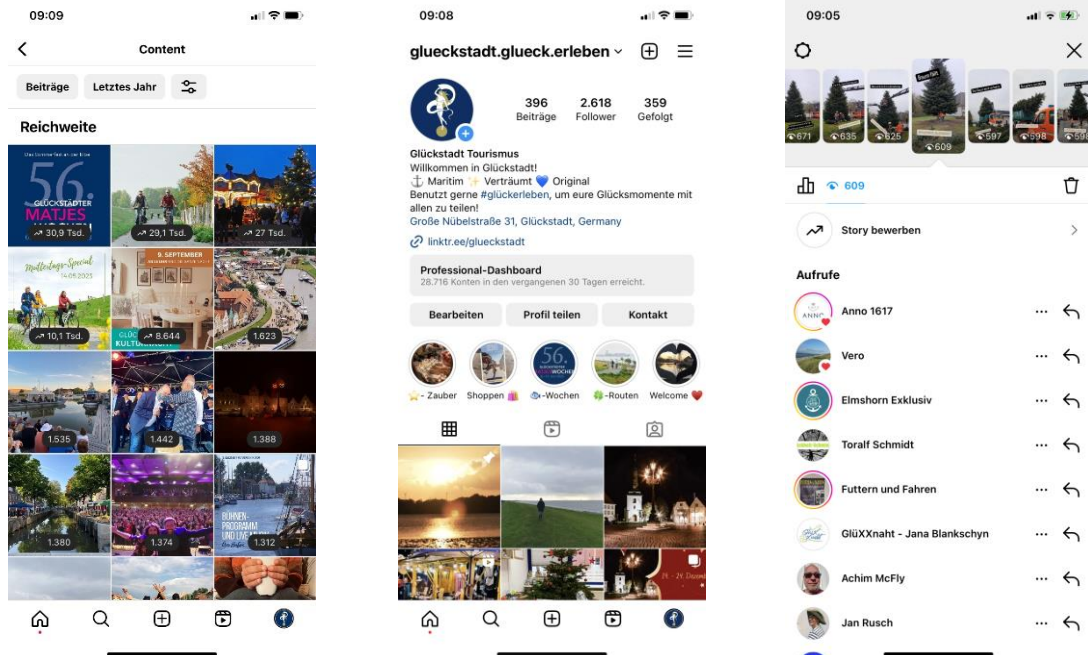 09:09
Content
Beiträge
Letztes Jahr
Reichweite
56.
GLÜCKSTÄDTER
MATJES
30,9 Tsd.
29,1 Tsd.
27 Tsd.
Muttertags-Special
10,1 Tsd.
9. SEPTEMBER
KULTURNACHT
8.644
1.623
1.535
1.442
1.388
1.380
1.374
BÜHNEN-
PROGRAMM
UND LIVE
1.312
09:08
glueckstadt.glueck.erleben
396
2.618
359
Beiträge
Follower
Gefolgt
Glückstadt Tourismus
Willkommen in Glückstadt!
⚓ Maritim ✨ Verträumt 💙 Original
Benutzt gerne #glückerleben, um eure Glücksmomente mit
allen zu teilen!
Große Nübelstraße 31, Glückstadt, Germany
linktr.ee/glueckstadt
Professional-Dashboard
28.716 Konten in den vergangenen 30 Tagen erreicht.
Bearbeiten
Profil teilen
Kontakt
56.
⭐- Zauber
Shoppen 🛍️
🐟-Wochen
🍀-Routen
Welcome ❤️
09:05
671
635
625
609
597
598
609
Story bewerben
Aufrufe
Anno 1617
Vero
Elmshorn Exklusiv
Toralf Schmidt
Futtern und Fahren
GlüXXnaht - Jana Blankschyn
Achim McFly
Jan Rusch